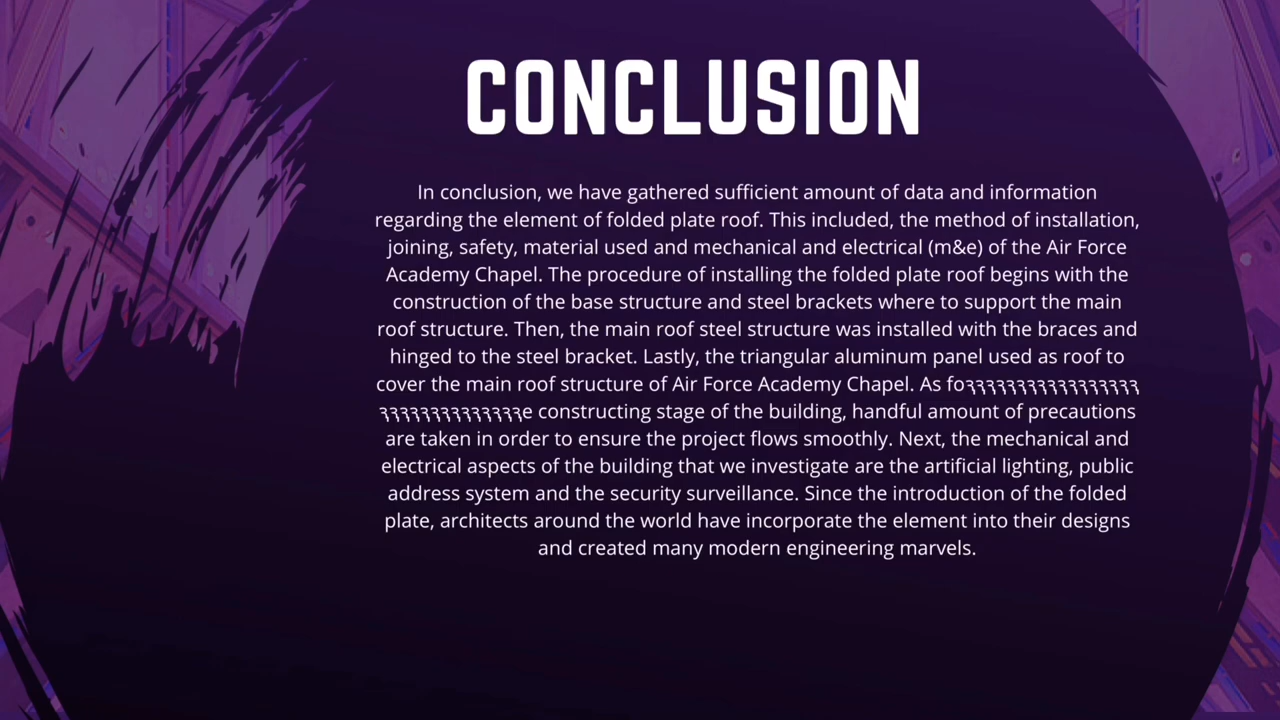 CONCLUSION
In conclusion, we have gathered sufficient amount of data and information
regarding the element of folded plate roof. This included, the method of installation,
joining, safety, material used and mechanical and electrical (m&e) of the Air Force
Academy Chapel. The procedure of installing the folded plate roof begins with the
construction of the base structure and steel brackets where to support the main
roof structure. Then, the main roof steel structure was installed with the braces and
hinged to the steel bracket. Lastly, the triangular aluminum panel used as roof to
cover the main roof structure of Air Force Academy Chapel. As fo
constructing stage of the building, handful amount of precautions
are taken in order to ensure the project flows smoothly. Next, the mechanical and
electrical aspects of the building that we investigate are the artificial lighting, public
address system and the security surveillance. Since the introduction of the folded
plate, architects around the world have incorporate the element into their designs
and created many modern engineering marvels.